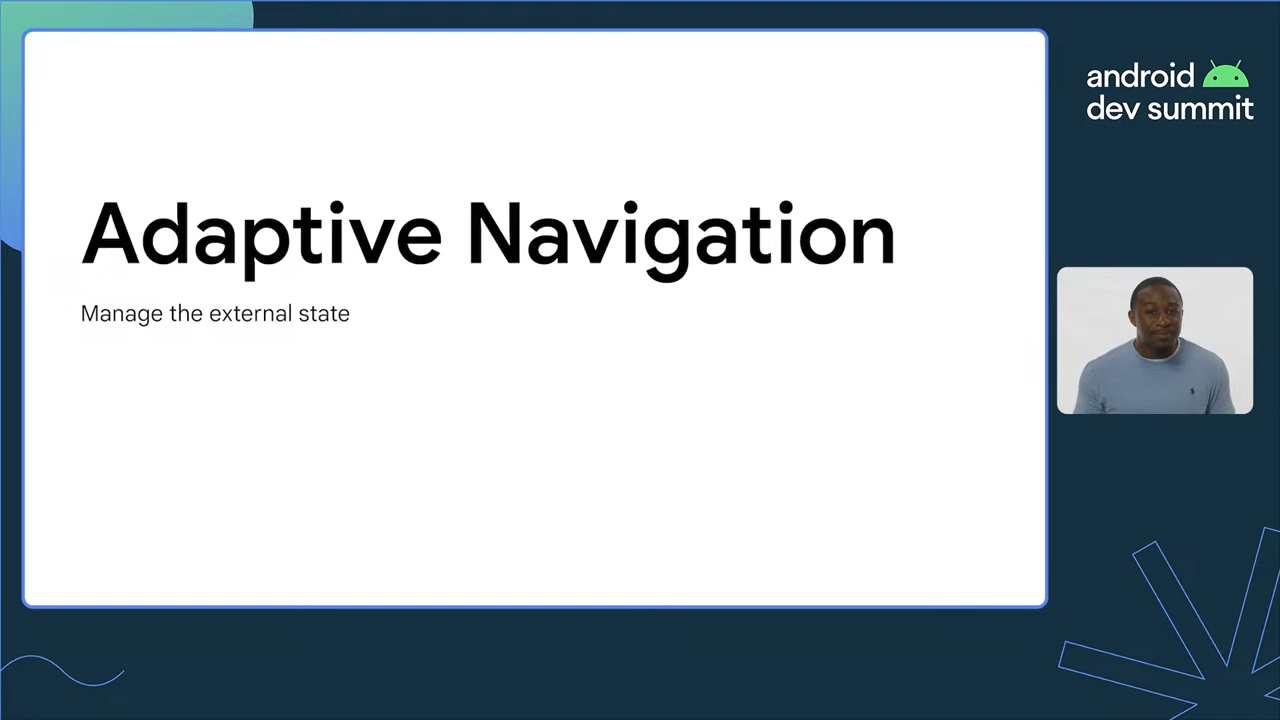 Adaptive Navigation
Manage the external state
android
dev summit